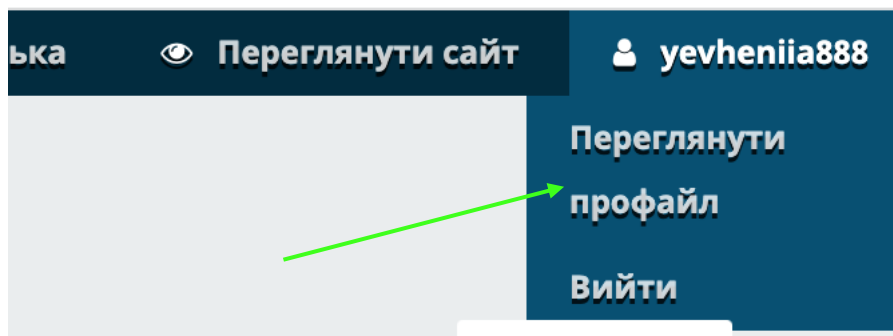 ька Переглянути сайт yevheniia888
Переглянути
профайл
Вийти